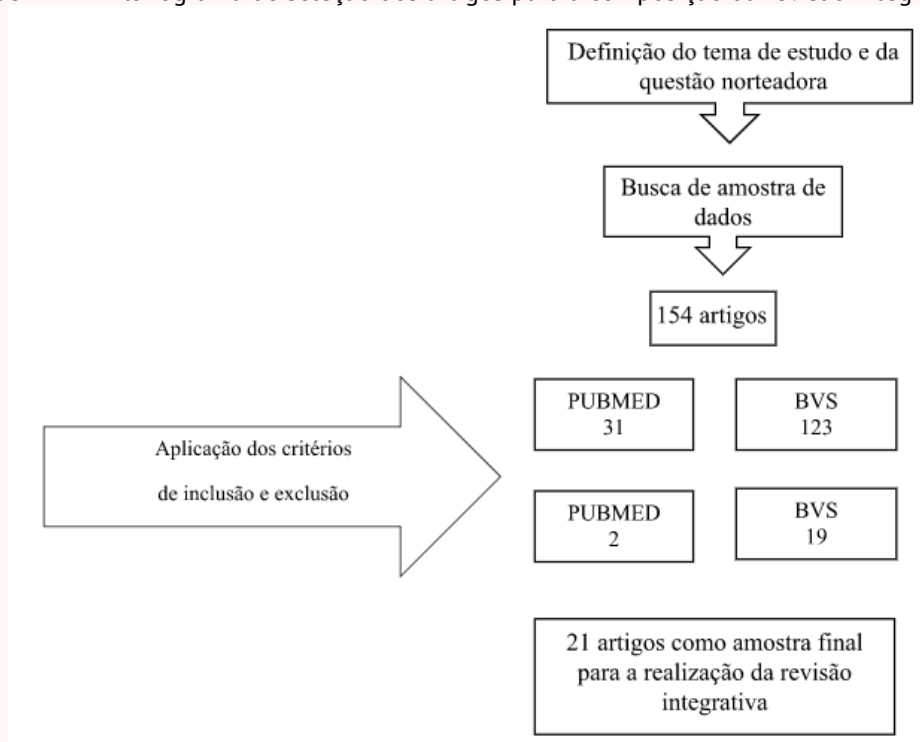 Definição do tema de estudo e da
questão norteadora
Busca de amostra de
dados
154 artigos
PUBMED
31
BVS
123
Aplicação dos critérios
de inclusão e exclusão
PUBMED
2
BVS
19
21 artigos como amostra final
para a realização da revisão
integrativa